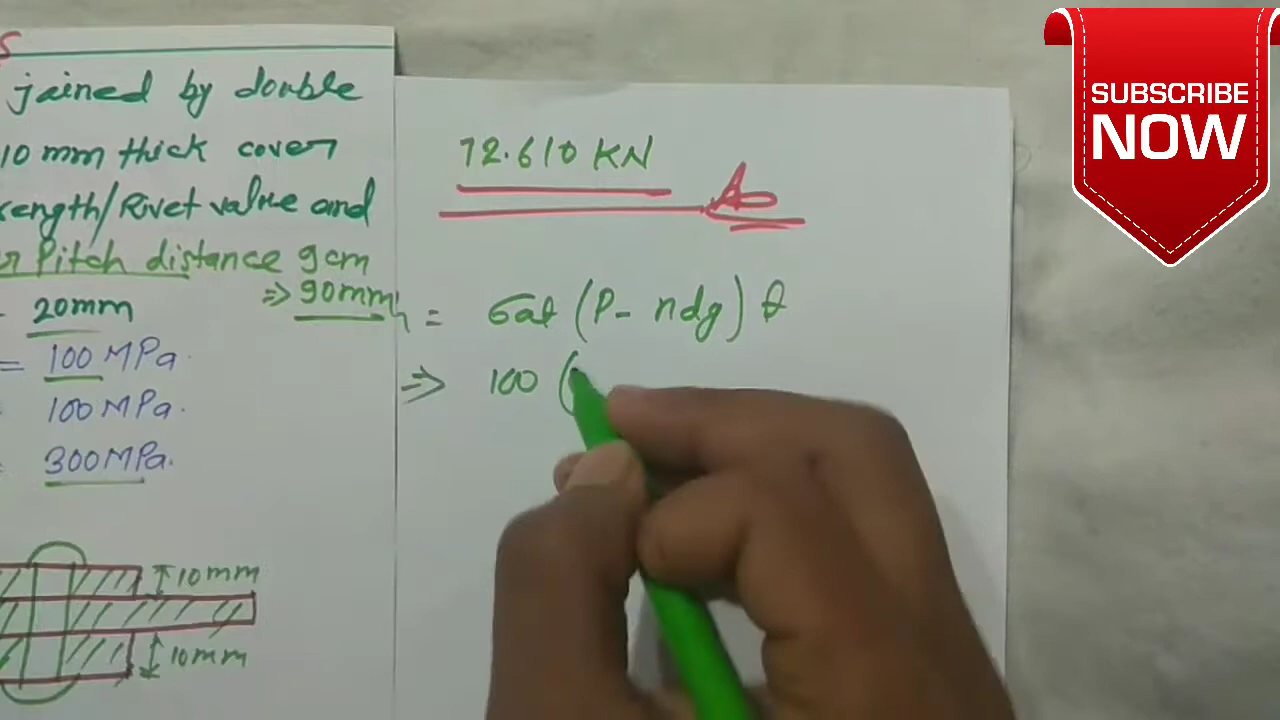 jained by double
10 mm thick cover
rength/Rivet value and
Pitch distance 9cm
20mm ⇒ 90mm
= 100 MPa.
100 MPa.
300 MPa.
10mm
10mm
72.610 KN
= σat (P - ndg) t
⇒ 100 (
SUBSCRIBE
NOW